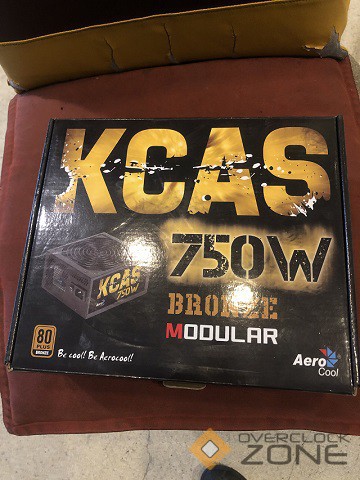 KCAS
750W
BRONZE
MODULAR
KCAS
750W
80
PLUS
BRONZE
Be cool! Be Aerocool!
Aero
Cool
OVERCLOCK
ZONE